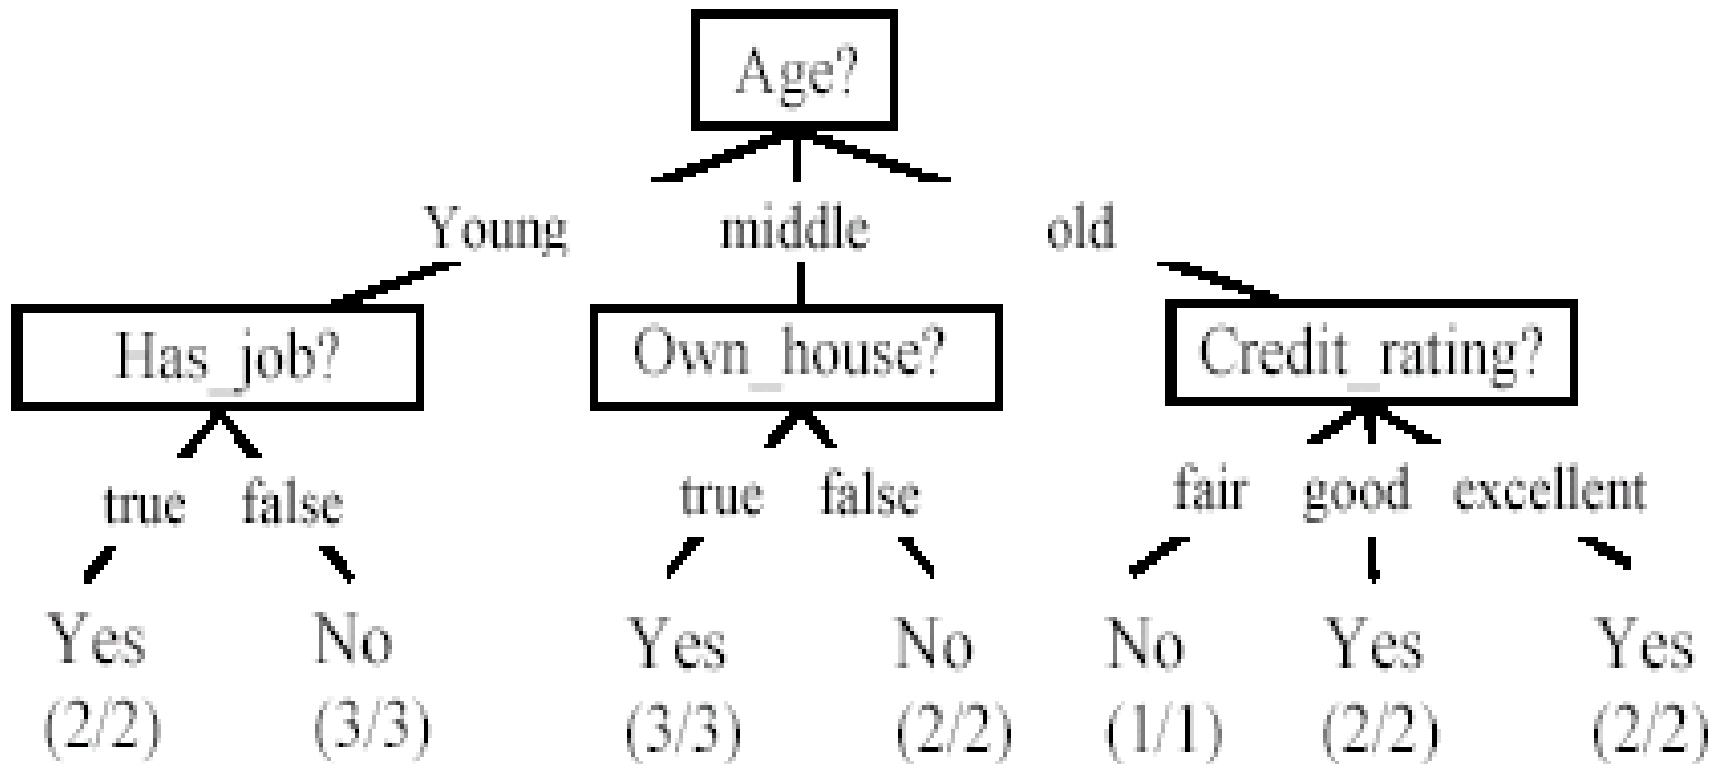 Age?
Young middle old
Has_job? Own_house? Credit_rating?
true false true false fair good excellent
Yes No Yes No No Yes Yes
(2/2) (3/3) (3/3) (2/2) (1/1) (2/2) (2/2)